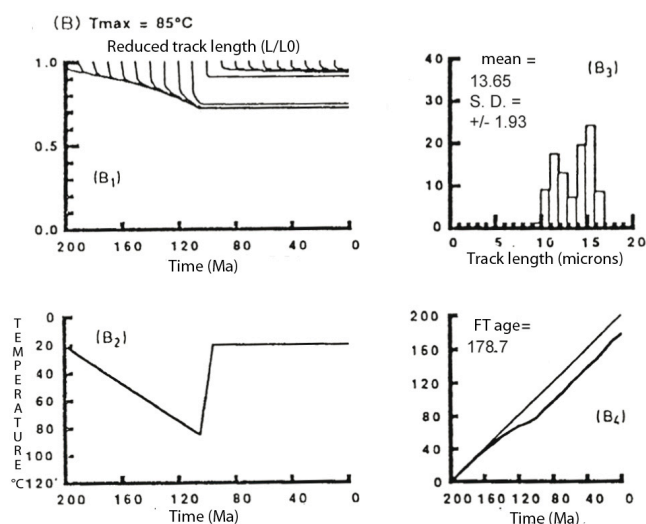 (B) Tmax = 85°C
Reduced track length (L/L0)
1.0
0.5
0.0
(B1)
200 160 120 80 40 0
Time (Ma)
40
30
20
10
0
mean =
13.65
S. D. =
+/- 1.93
(B3)
0 5 10 15 20
Track length (microns)
TEMPERATURE
°C
0
20
40
60
80
100
120
(B2)
200 160 120 80 40 0
Time (Ma)
200
160
120
80
40
0
FT age=
178.7
(B4)
200 160 120 80 40 0
Time (Ma)